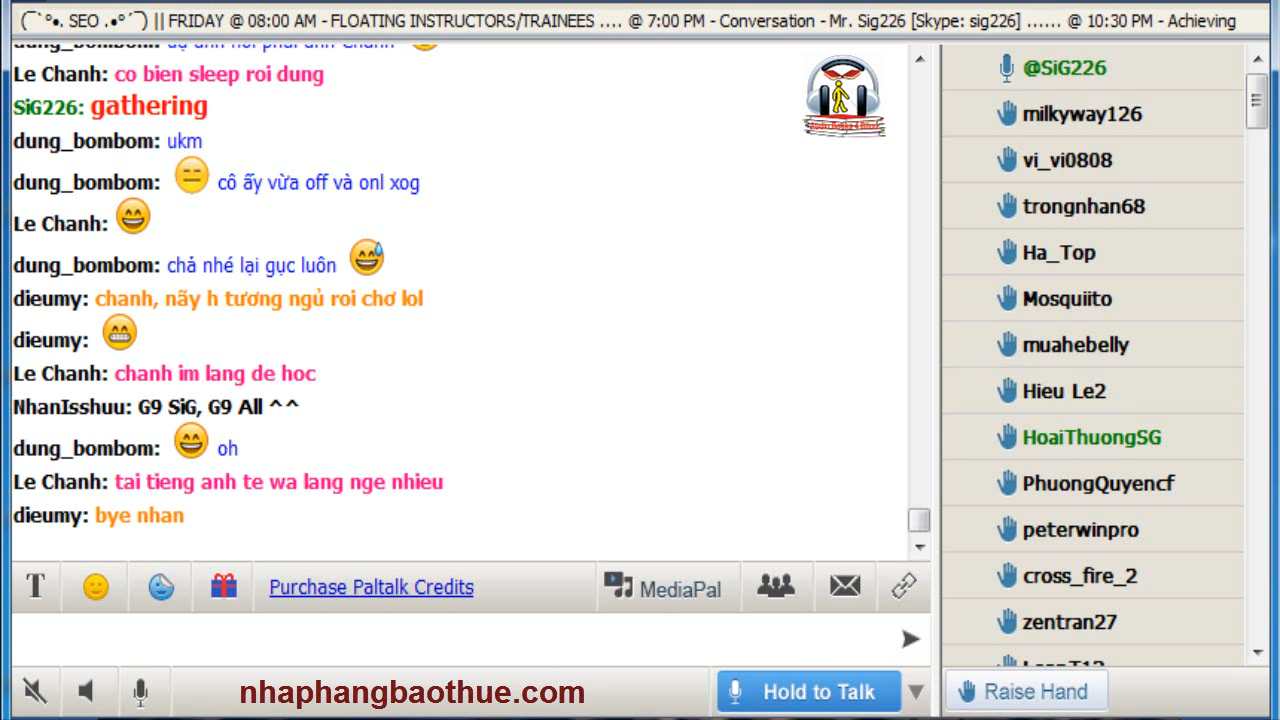 (¯`°•. SEO .•°´¯) || FRIDAY @ 08:00 AM - FLOATING INSTRUCTORS/TRAINEES .... @ 7:00 PM - Conversation - Mr. Sig226 [Skype: sig226] ...... @ 10:30 PM - Achieving
Le Chanh: co bien sleep roi dung
SiG226: gathering
dung_bombom: ukm
dung_bombom: cô ấy vừa off và onl xog
Le Chanh:
dung_bombom: chả nhé lại gục luôn
dieumy: chanh, nãy h tương ngủ roi chơ lol
dieumy:
Le Chanh: chanh im lang de hoc
NhanIsshuu: G9 SiG, G9 All ^^
dung_bombom: oh
Le Chanh: tai tieng anh te wa lang nge nhieu
dieumy: bye nhan
T
Purchase Paltalk Credits
MediaPal
nhaphangbaothue.com
Hold to Talk
@SiG226
milkyway126
vi_vi0808
trongnhan68
Ha_Top
Mosquiito
muahebelly
Hieu Le2
HoaiThuongSG
PhuongQuyencf
peterwinpro
cross_fire_2
zentran27
Raise Hand